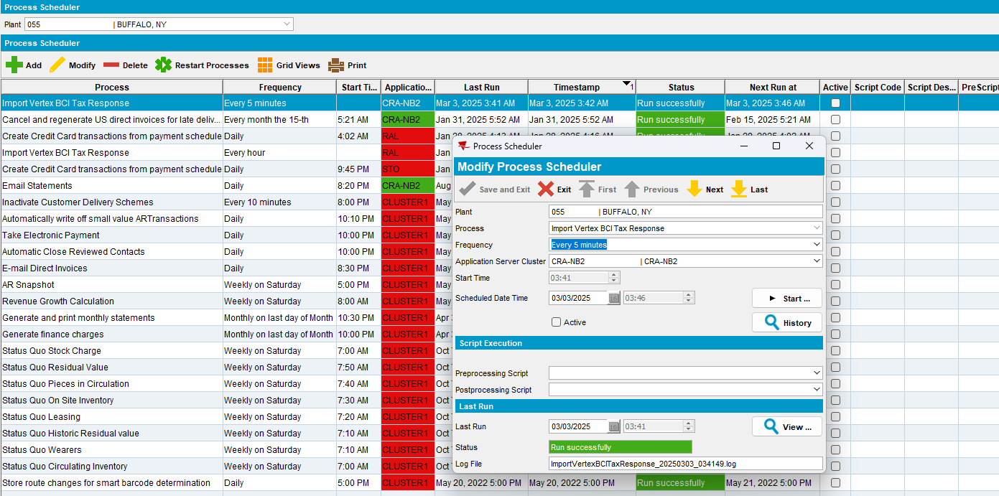 Process Scheduler
Plant 055 | BUFFALO, NY
Process Scheduler
Add Modify Delete Restart Processes Grid Views Print
Process Frequency Start Ti... Applicatio... Last Run Timestamp 1 Status Next Run at Active Script Code Script Des... PreScript
Import Vertex BCI Tax Response Every 5 minutes CRA-NB2 Mar 3, 2025 3:41 AM Mar 3, 2025 3:42 AM Run successfully Mar 3, 2025 3:46 AM
Cancel and regenerate US direct invoices for late deliv... Every month the 15-th 5:21 AM CRA-NB2 Jan 31, 2025 5:52 AM Jan 31, 2025 5:52 AM Run successfully Feb 15, 2025 5:21 AM
Create Credit Card transactions from payment schedule Daily 4:02 AM RAL
Import Vertex BCI Tax Response Every hour RAL Jan
Create Credit Card transactions from payment schedule Daily 9:45 PM STO Jan
Email Statements Daily 8:20 PM CRA-NB2 Aug
Inactivate Customer Delivery Schemes Every 10 minutes 8:00 PM CLUSTER1 May
Automatically write off small value ARTransactions Daily 10:10 PM CLUSTER1 May
Take Electronic Payment Daily 10:00 PM CLUSTER1 May
Automatic Close Reviewed Contacts Daily 10:00 PM CLUSTER1 May
E-mail Direct Invoices Daily 8:30 PM CLUSTER1 May
AR Snapshot Weekly on Saturday 5:00 PM CLUSTER1 May
Revenue Growth Calculation Weekly on Saturday 8:00 AM CLUSTER1 May
Generate and print monthly statements Monthly on last day of Month 10:30 PM CLUSTER1 Apr
Generate finance charges Monthly on last day of Month 10:00 PM CLUSTER1 Apr
Status Quo Stock Charge Weekly on Saturday 7:00 AM CLUSTER1 Oct
Status Quo Residual Value Weekly on Saturday 7:50 AM CLUSTER1 Oct
Status Quo Pieces in Circulation Weekly on Saturday 7:40 AM CLUSTER1 Oct
Status Quo On Site Inventory Weekly on Saturday 7:30 AM CLUSTER1 Oct
Status Quo Leasing Weekly on Saturday 7:20 AM CLUSTER1 Oct
Status Quo Historic Residual value Weekly on Saturday 7:10 AM CLUSTER1 Oct
Status Quo Wearers Weekly on Saturday 7:10 AM CLUSTER1 Oct
Status Quo Circulating Inventory Weekly on Saturday 7:00 AM CLUSTER1 Oct
Store route changes for smart barcode determination Daily 5:00 PM CLUSTER1 May 20, 2022 5:00 PM May 20, 2022 5:00 PM Run successfully May 21, 2022 5:00 PM
Process Scheduler
Modify Process Scheduler
Save and Exit Exit First Previous Next Last
Plant 055 | BUFFALO, NY
Process Import Vertex BCI Tax Response
Frequency Every 5 minutes
Application Server Cluster CRA-NB2 | CRA-NB2
Start Time 03:41
Scheduled Date Time 03/03/2025 16 03:46 Start ...
Active History
Script Execution
Preprocessing Script
Postprocessing Script
Last Run
Last Run 03/03/2025 16 03:41 View ...
Status Run successfully
Log File ImportVertexBCITaxResponse_20250303_034149.log